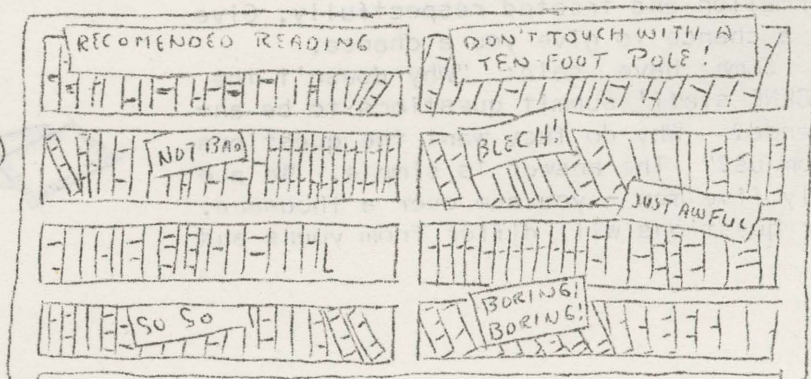 RECOMENDED READING
DON'T TOUCH WITH A
TEN FOOT POLE!
NOT BAD
BLECH!
JUST AWFUL
SO SO
BORING!
BORING!